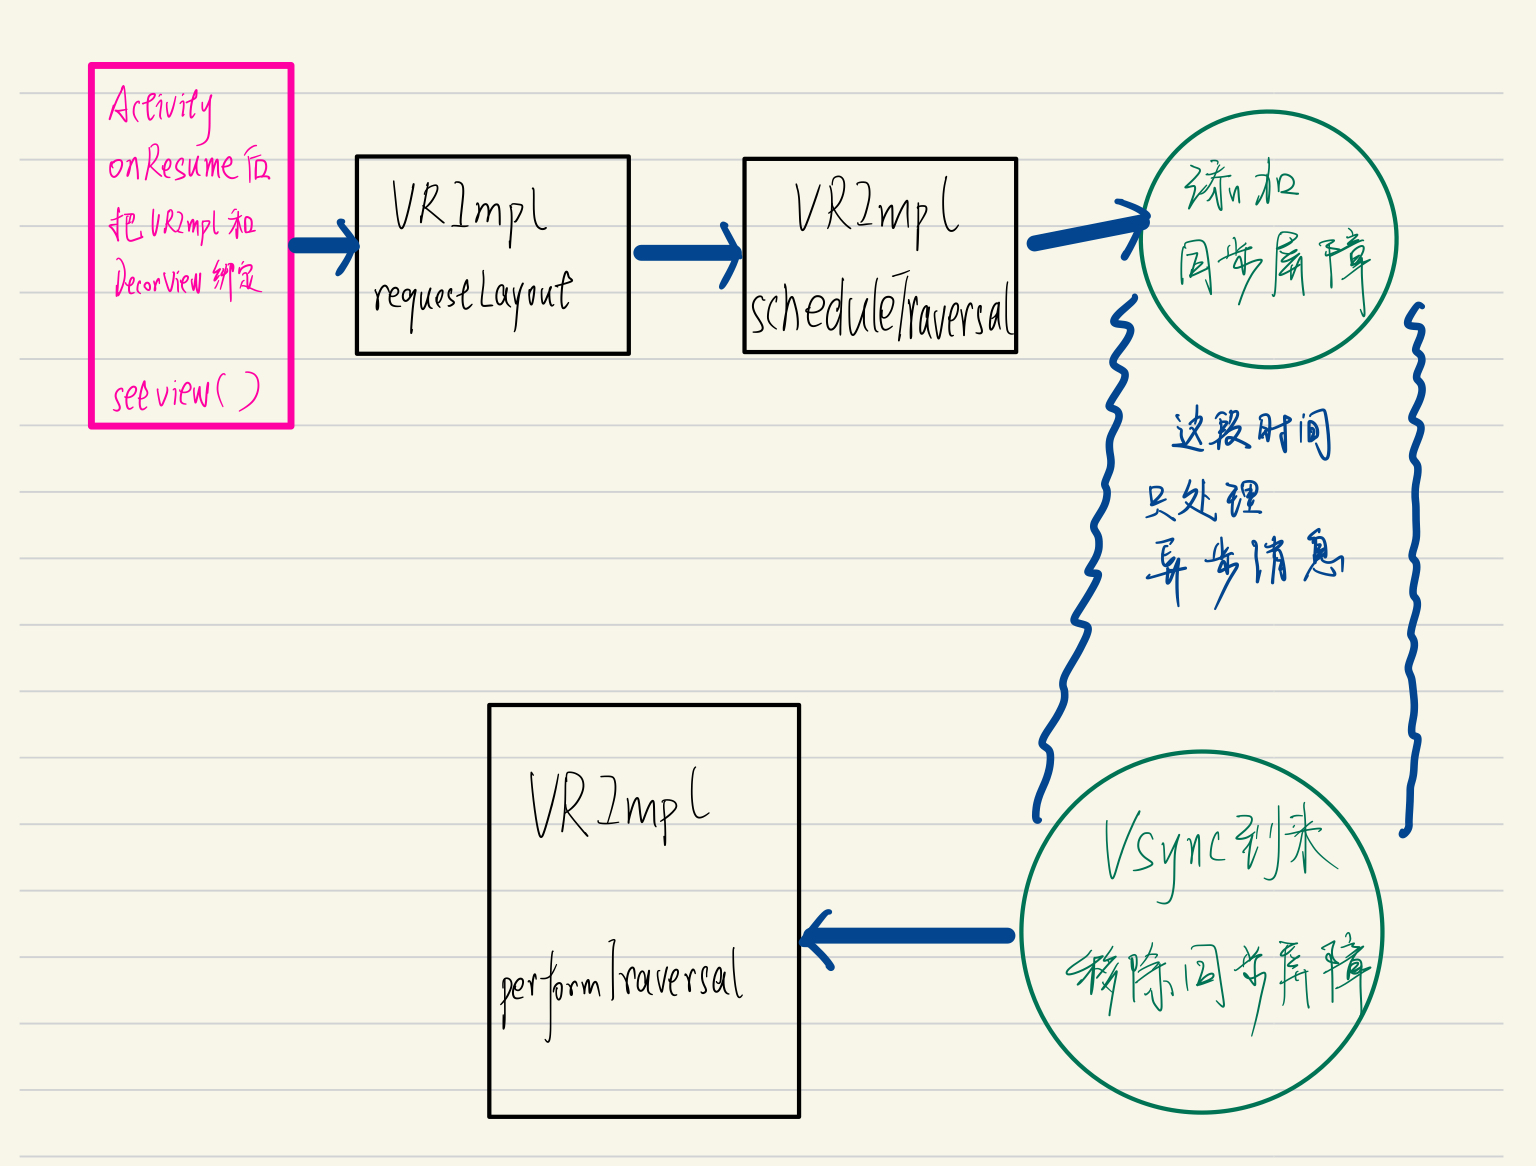 Activity
onResume后
把VRImpl和
DecorView绑定
seeview()
VRImpl
requestLayout
VRImpl
scheduleTraversal
添加
同步屏障
这段时间
只处理
异步消息
Vsync到来
移除同步屏障
VRImpl
performTraversal